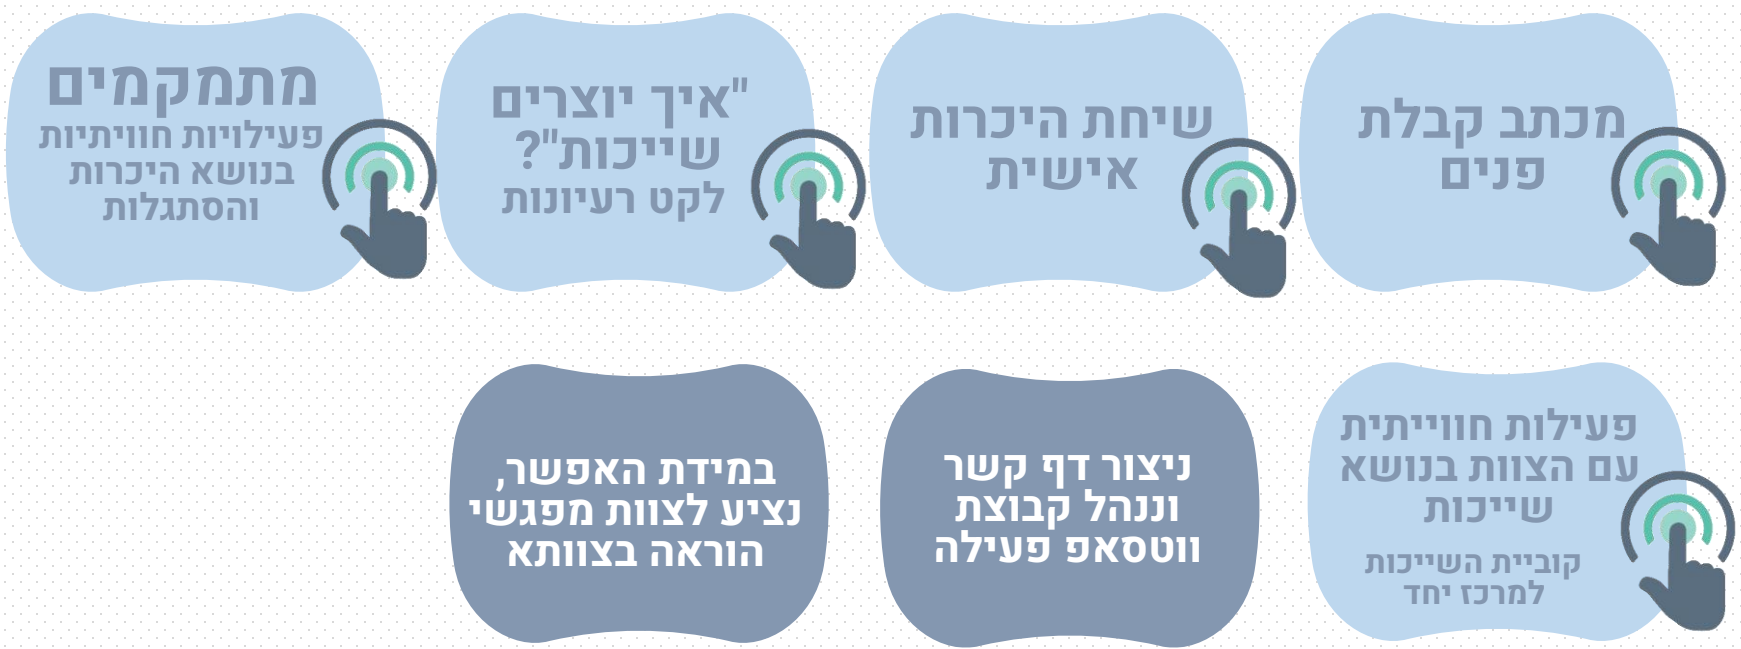 מכתב קבלת
פנים
שיחת היכרות
אישית
"איך יוצרים
שייכות"?
לקט רעיונות
מתמקמים
פעילויות חוויתיות
בנושא היכרות
והסתגלות
פעילות חווייתית
עם הצוות בנושא
שייכות
קוביית השייכות
למרכז יחד
ניצור דף קשר
וננהל קבוצת
ווטסאפ פעילה
במידת האפשר,
נציע לצוות מפגשי
הוראה בצוותא